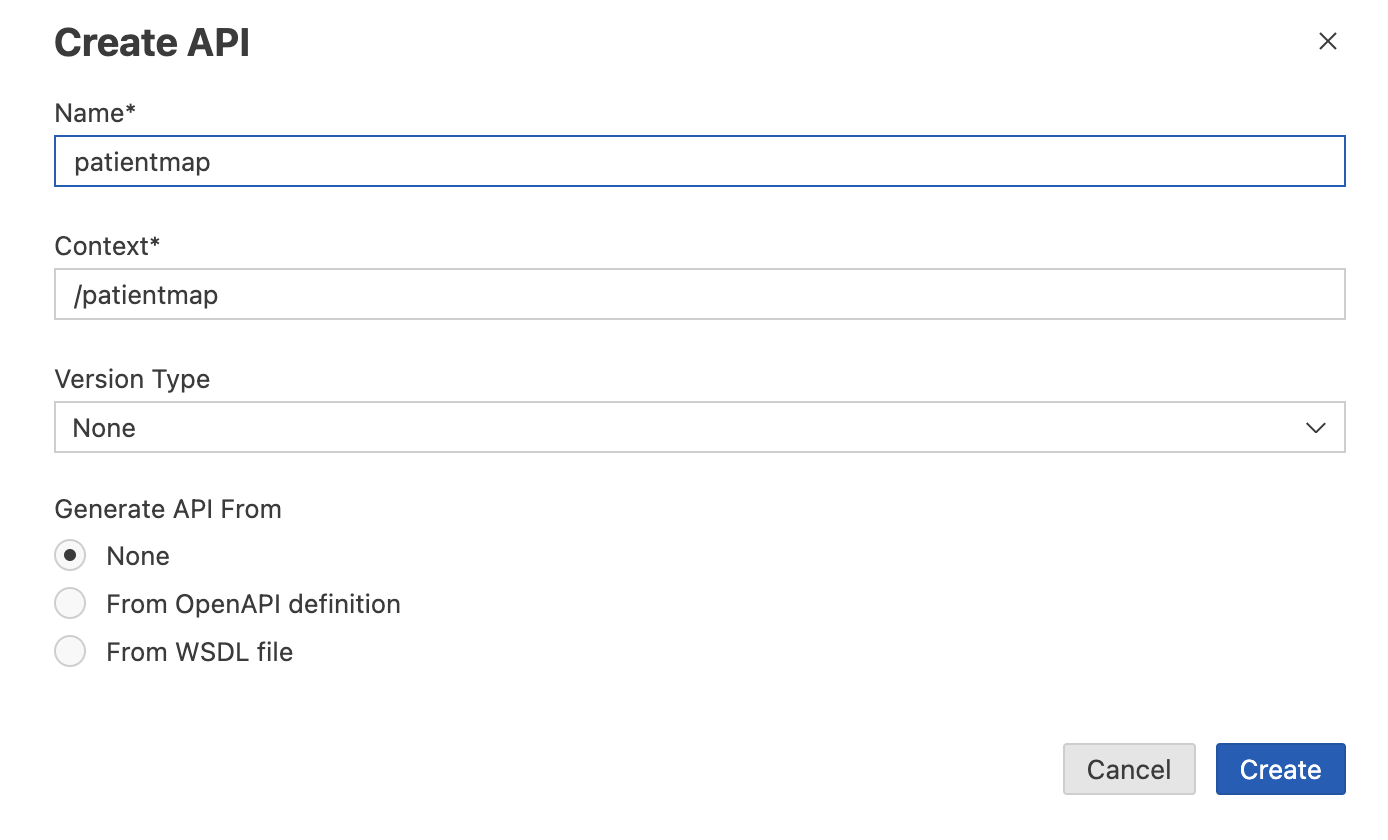 Create API
Name*
patientmap
Context*
/patientmap
Version Type
None
Generate API From
None
From OpenAPI definition
From WSDL file
Cancel
Create